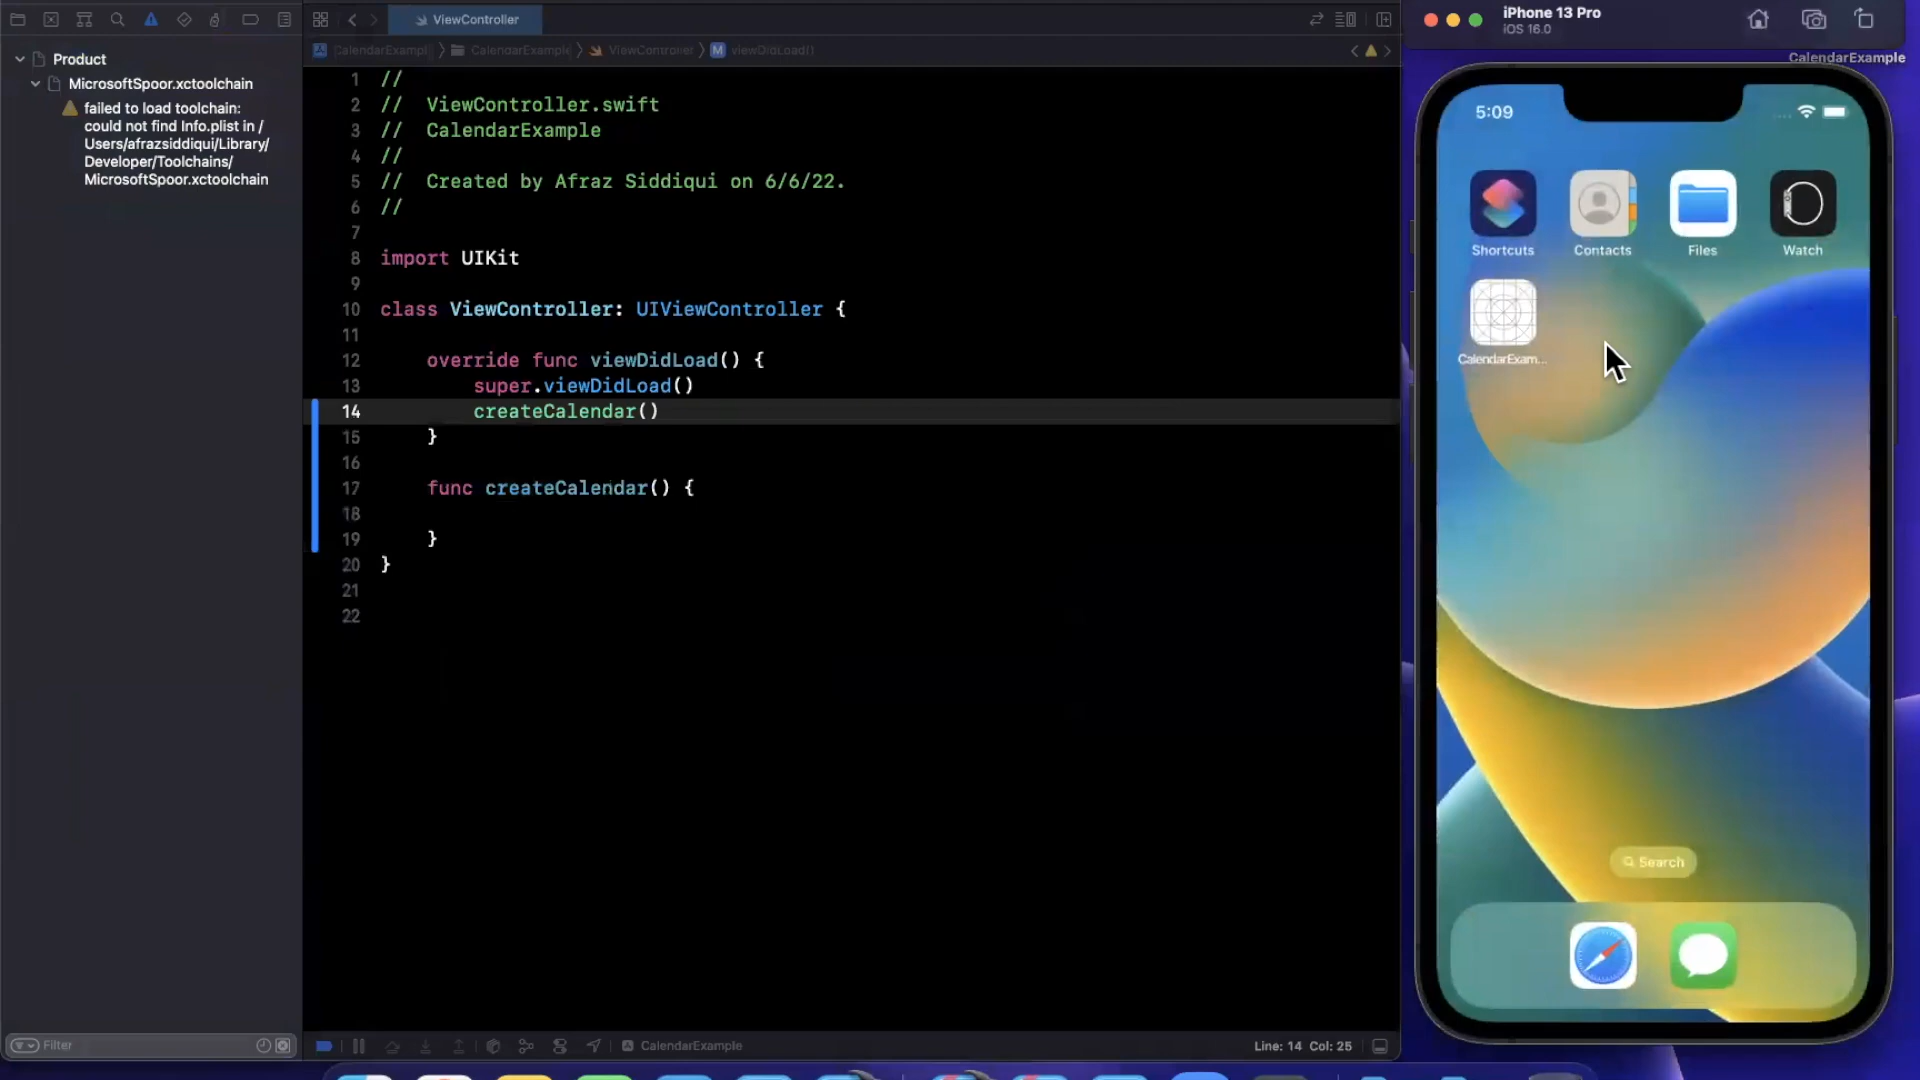 Product
MicrosoftSpoor.xctoolchain
failed to load toolchain:
could not find Info.plist in /
Users/afrazsiddiqui/Library/
Developer/Toolchains/
MicrosoftSpoor.xctoolchain
Filter
ViewController
CalendarExampl
CalendarExample
ViewController
M viewDidLoad()
1 //
2 //  ViewController.swift
3 //  CalendarExample
4 //
5 //  Created by Afraz Siddiqui on 6/6/22.
6 //
7
8 import UIKit
9
10 class ViewController: UIViewController {
11
12     override func viewDidLoad() {
13         super.viewDidLoad()
14         createCalendar()
15     }
16
17     func createCalendar() {
18
19     }
20 }
21
22
CalendarExample
Line: 14 Col: 25
iPhone 13 Pro
iOS 16.0
CalendarExample
5:09
Shortcuts
Contacts
Files
Watch
CalendarExam...
Search